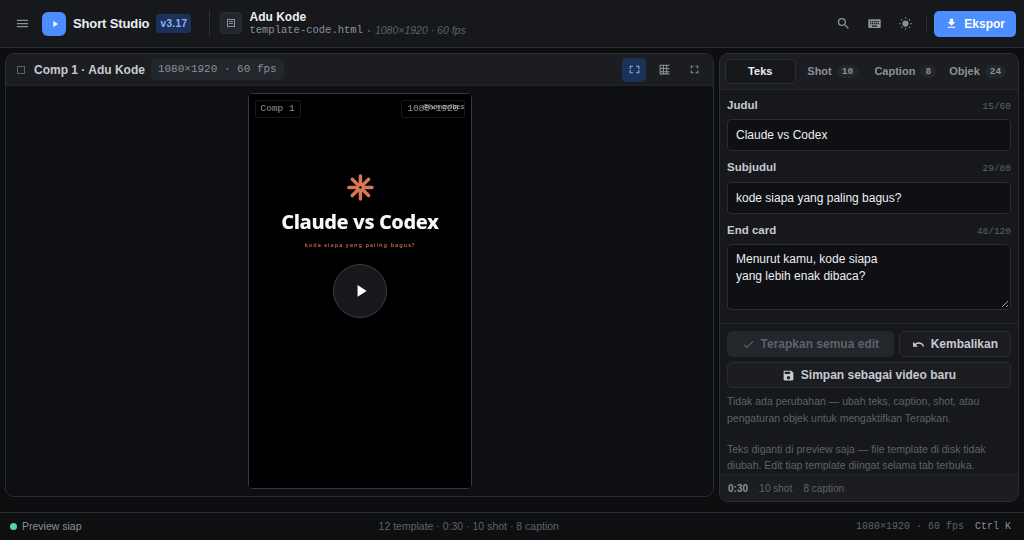 Short Studio v3.17
Adu Kode
template-code.html · 1080×1920 · 60 fps
Ekspor
Comp 1 · Adu Kode 1080×1920 · 60 fps
Comp 1
1080×1920
Claude vs Codex
kode siapa yang paling bagus?
Teks Shot 10 Caption 8 Objek 24
Judul 15/60
Claude vs Codex
Subjudul 29/80
kode siapa yang paling bagus?
End card 48/120
Menurut kamu, kode siapa
yang lebih enak dibaca?
Terapkan semua edit Kembalikan
Simpan sebagai video baru
Tidak ada perubahan — ubah teks, caption, shot, atau
pengaturan objek untuk mengaktifkan Terapkan.
Teks diganti di preview saja — file template di disk tidak
diubah. Edit tiap template diingat selama tab terbuka.
0:30 · 10 shot · 8 caption
Preview siap
12 template · 0:30 · 10 shot · 8 caption
1080×1920 · 60 fps Ctrl K